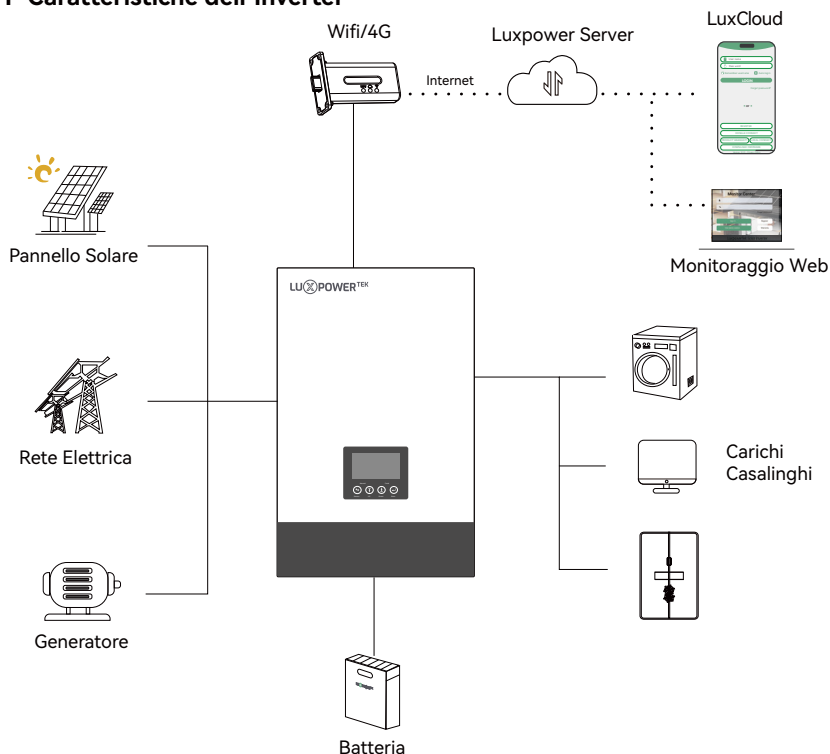 Caratteristiche dell'inverter
Wifi/4G
Luxpower Server
LuxCloud
Internet
LOGIN
Pannello Solare
Monitoraggio Web
LUXPOWERTEK
Rete Elettrica
Carichi
Casalinghi
Generatore
Batteria